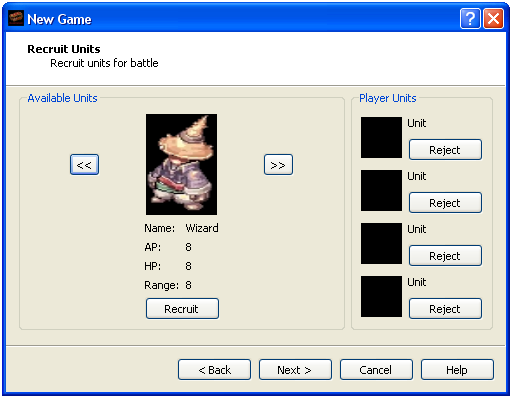 New Game
Recruit Units
Recruit units for battle
Available Units
<<
>>
Name: Wizard
AP: 8
HP: 8
Range: 8
Recruit
Player Units
Unit
Reject
Unit
Reject
Unit
Reject
Unit
Reject
< Back
Next >
Cancel
Help